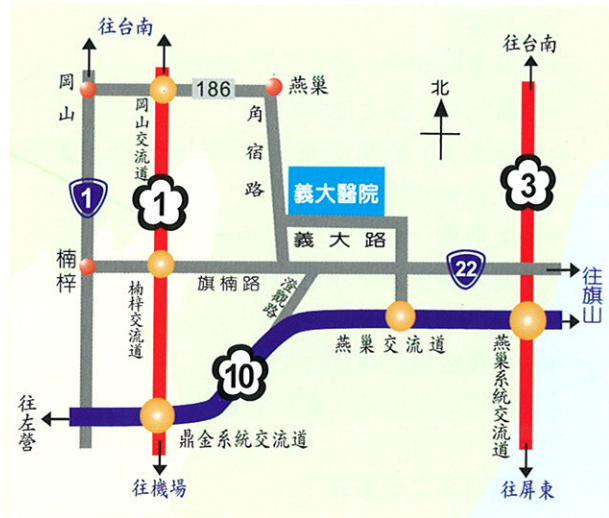 往台南
往台南
岡山
岡山交流道
186
燕巢
北
角宿路
義大醫院
1
1
3
義大路
楠梓
旗楠路
22
往旗山
澄觀路
楠梓交流道
燕巢交流道
燕巢系統交流道
10
往左營
鼎金系統交流道
往機場
往屏東